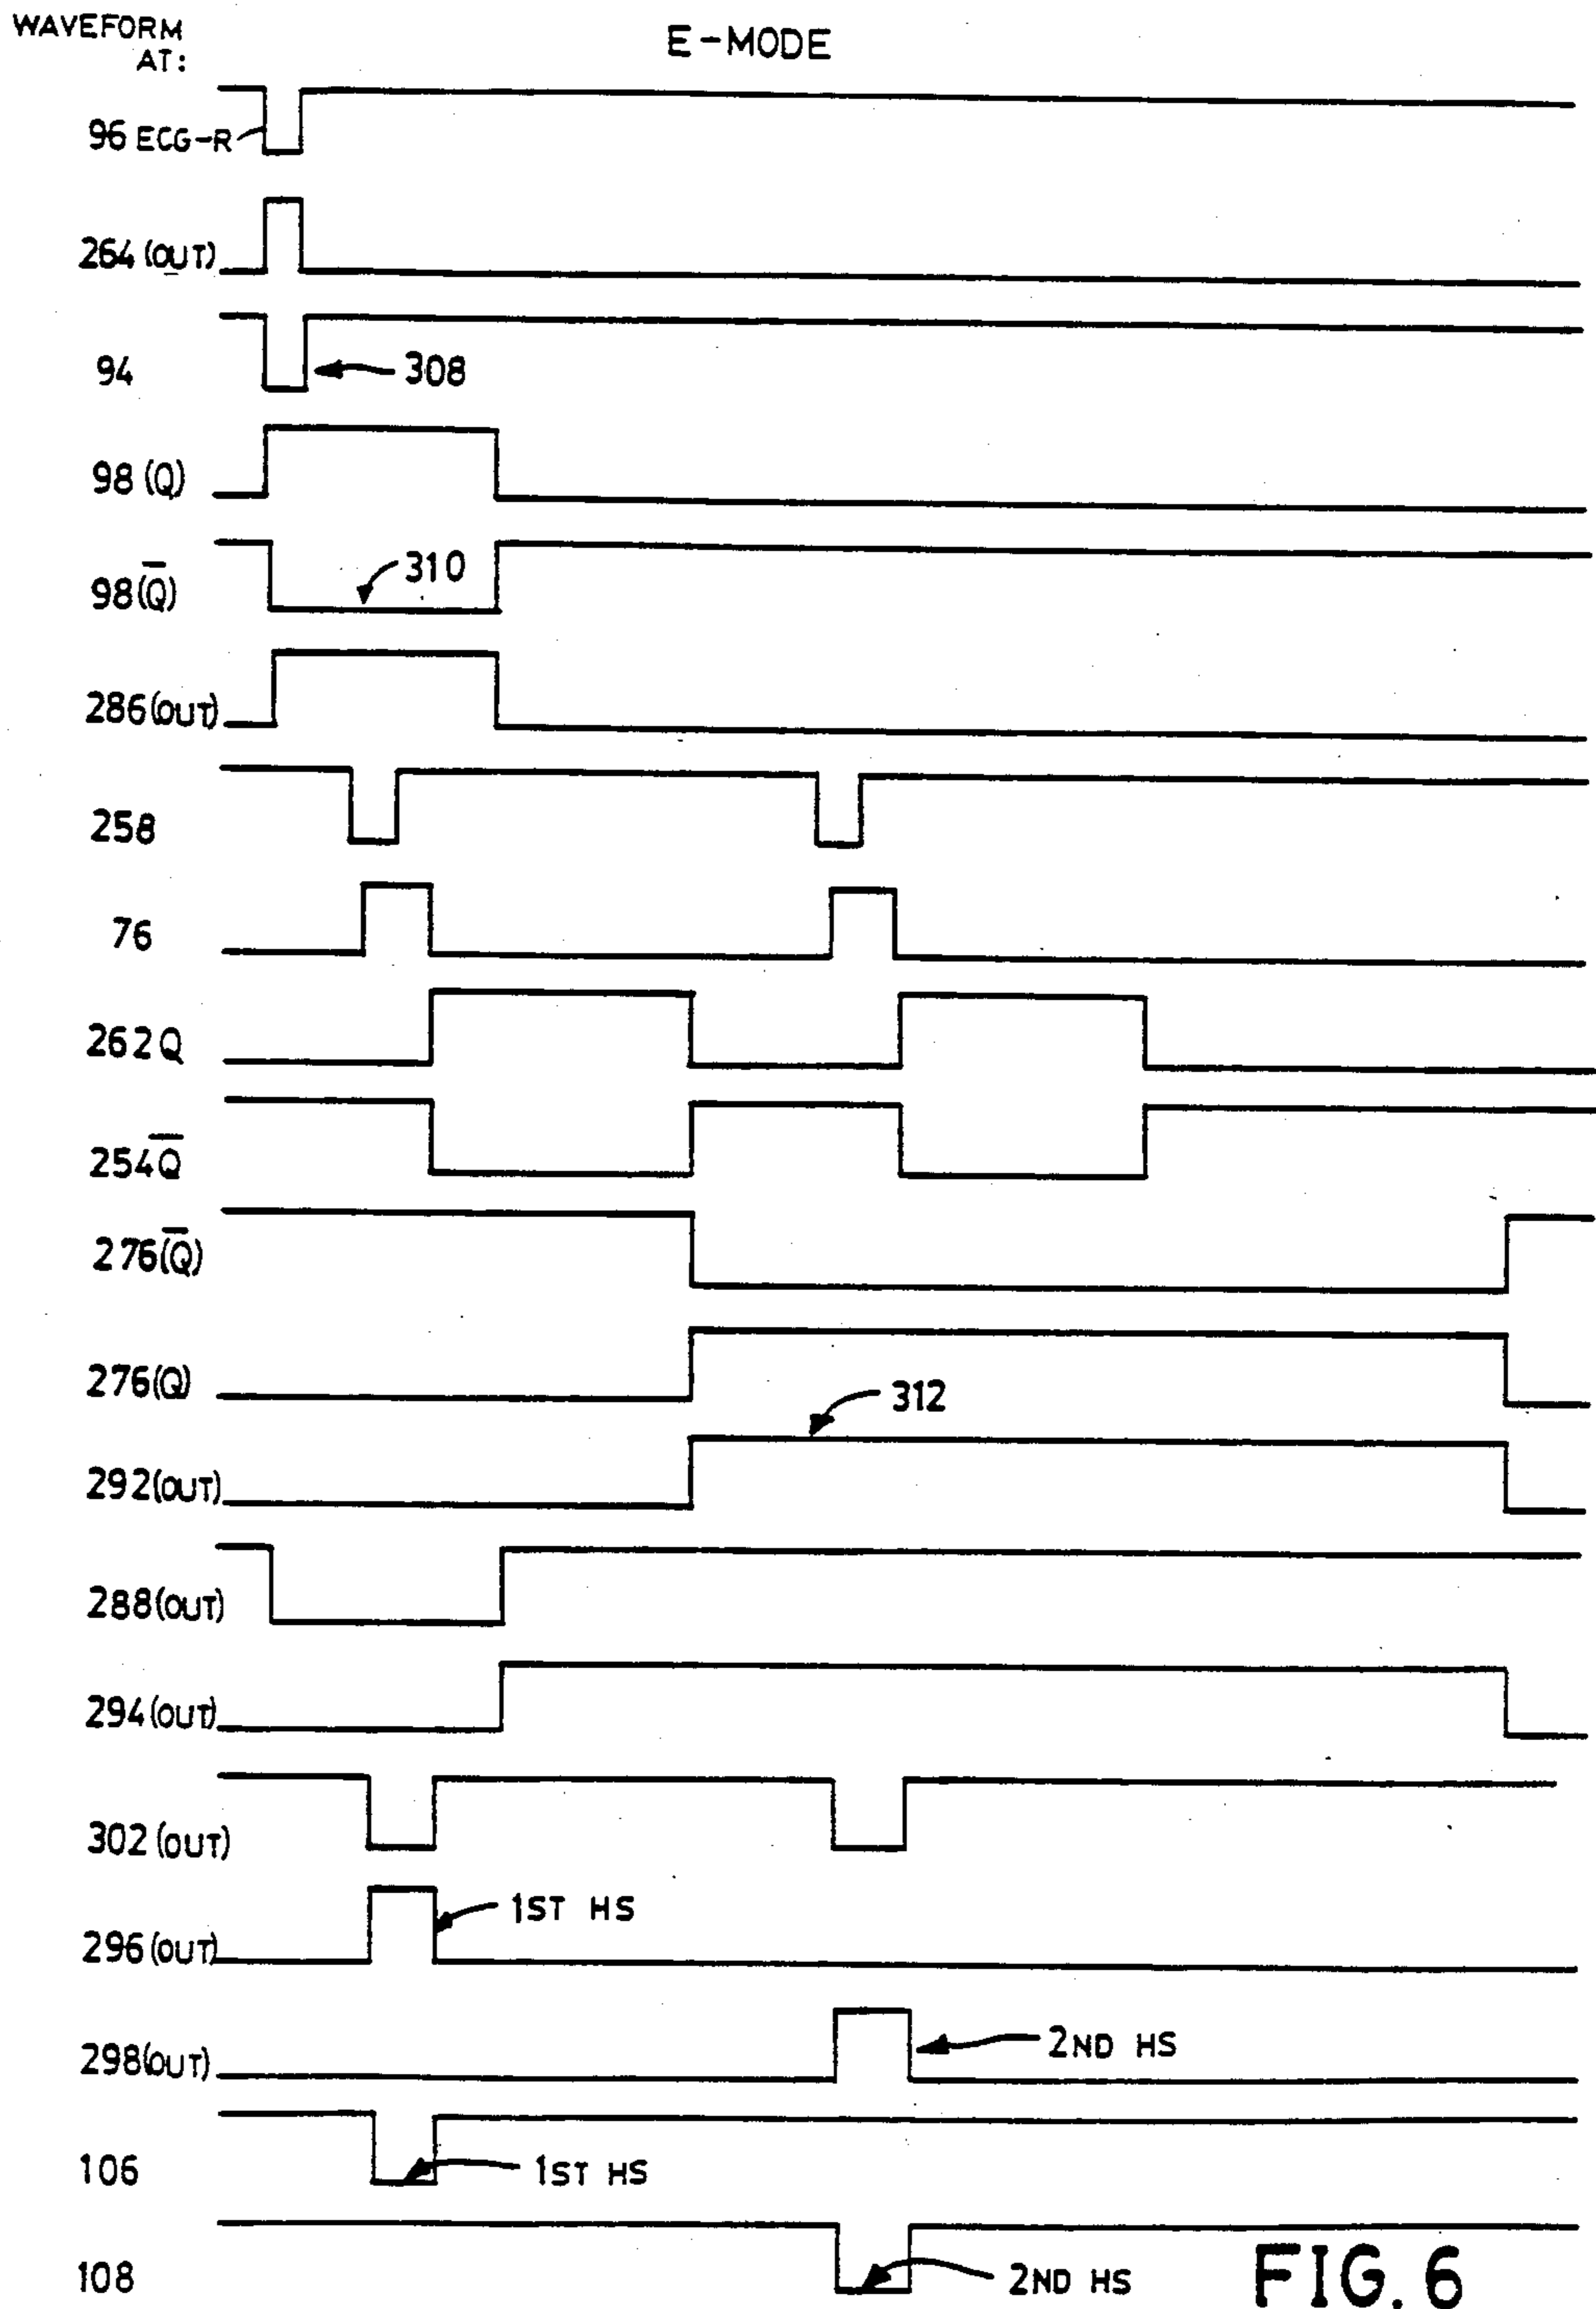 WAVEFORM
AT:
E-MODE
96 ECG-R
264 (OUT)
94
308
98 (Q)
98 (Q̅)
310
286 (OUT)
258
76
262 Q
254 Q̅
276 (Q̅)
276 (Q)
312
292 (OUT)
288 (OUT)
294 (OUT)
302 (OUT)
296 (OUT)
1ST HS
298 (OUT)
2ND HS
106
1ST HS
108
2ND HS
FIG. 6